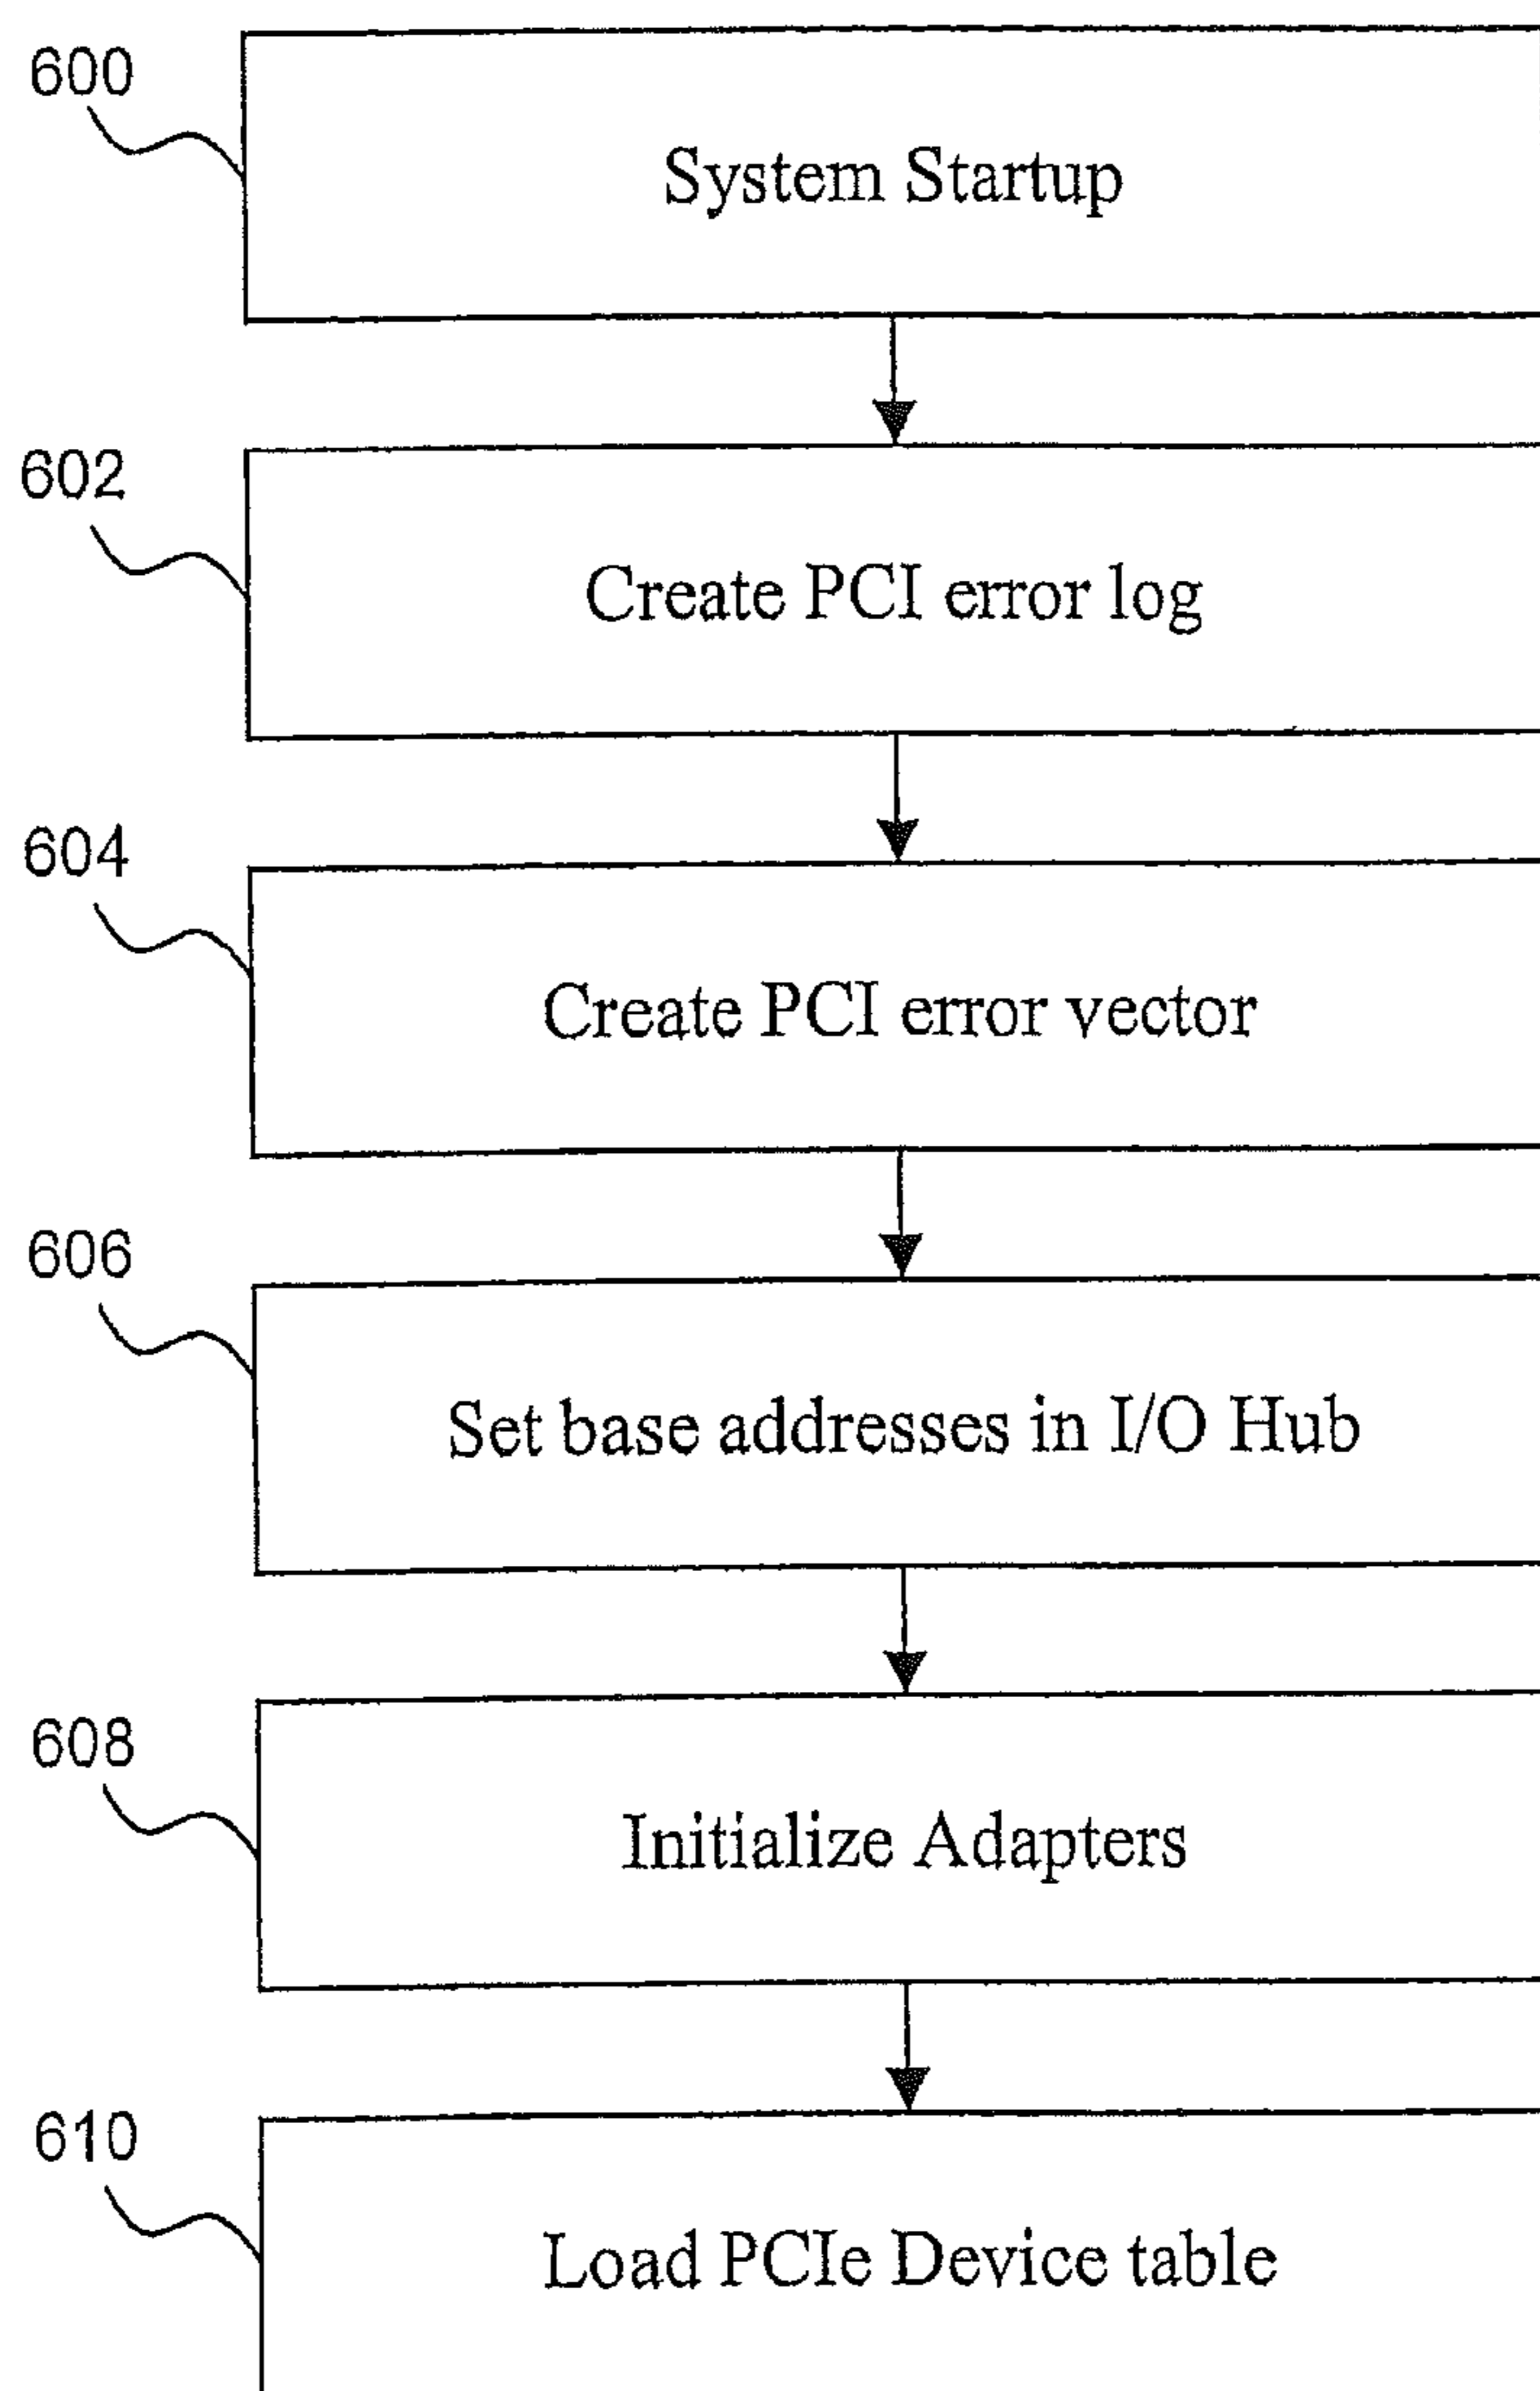 600
System Startup
602
Create PCI error log
604
Create PCI error vector
606
Set base addresses in I/O Hub
608
Initialize Adapters
610
Load PCIe Device table